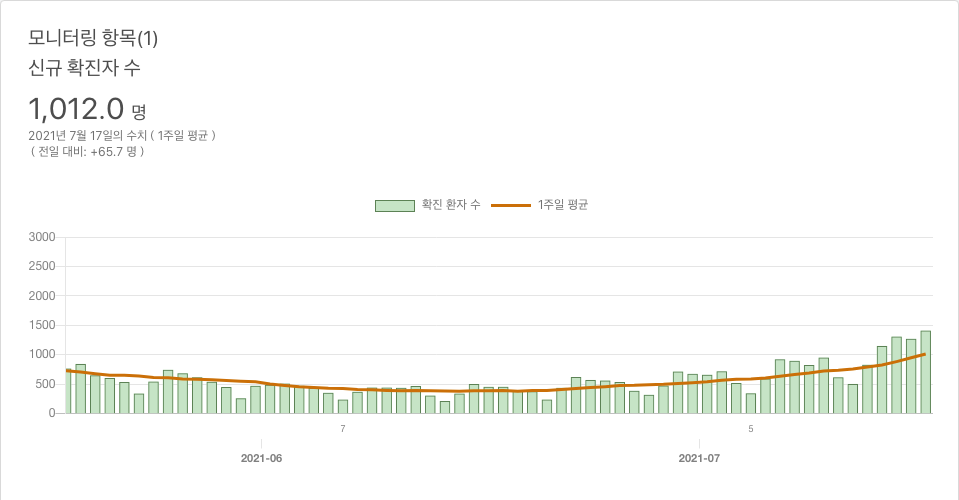 모니터링 항목(1)
신규 확진자 수
1,012.0 명
2021년 7월 17일의 수치 ( 1주일 평균 )
( 전일 대비: +65.7 명 )
확진 환자 수 1주일 평균
3000
2500
2000
1500
1000
500
0
7 5
2021-06 2021-07